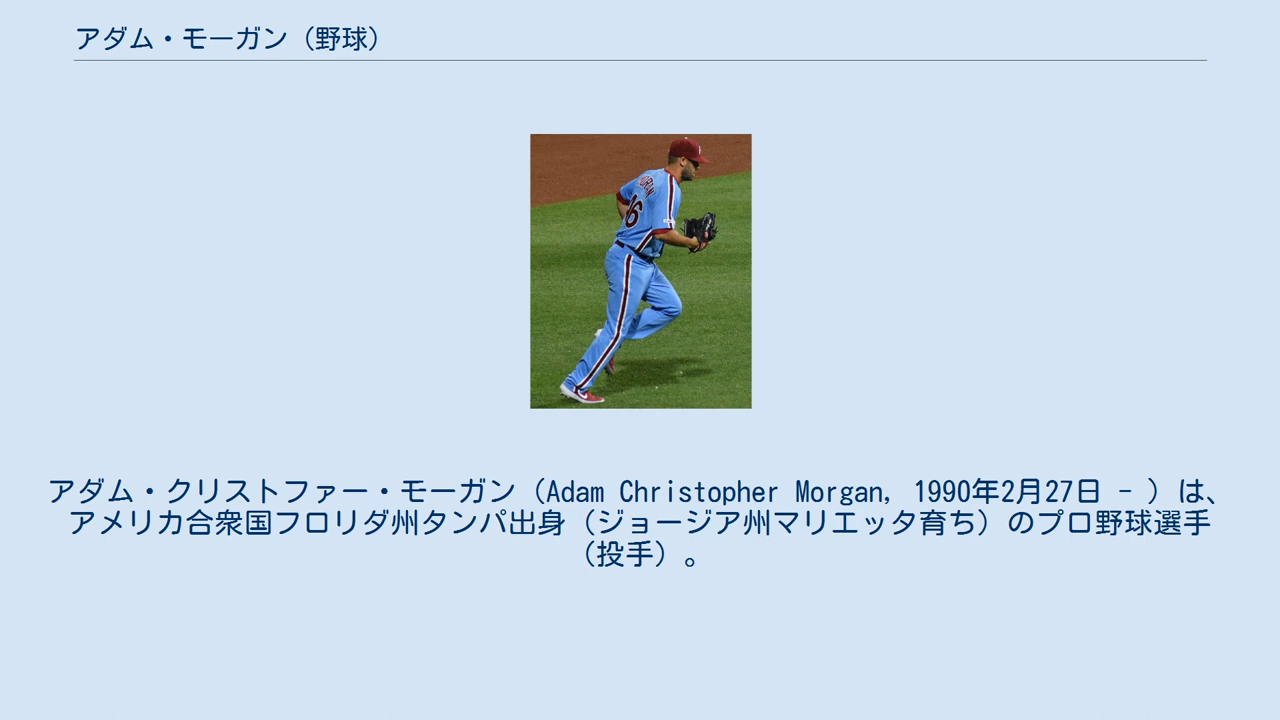 アダム・モーガン（野球）
16
アダム・クリストファー・モーガン（Adam Christopher Morgan, 1990年2月27日 - ）は、
アメリカ合衆国フロリダ州タンパ出身（ジョージア州マリエッタ育ち）のプロ野球選手
（投手）。